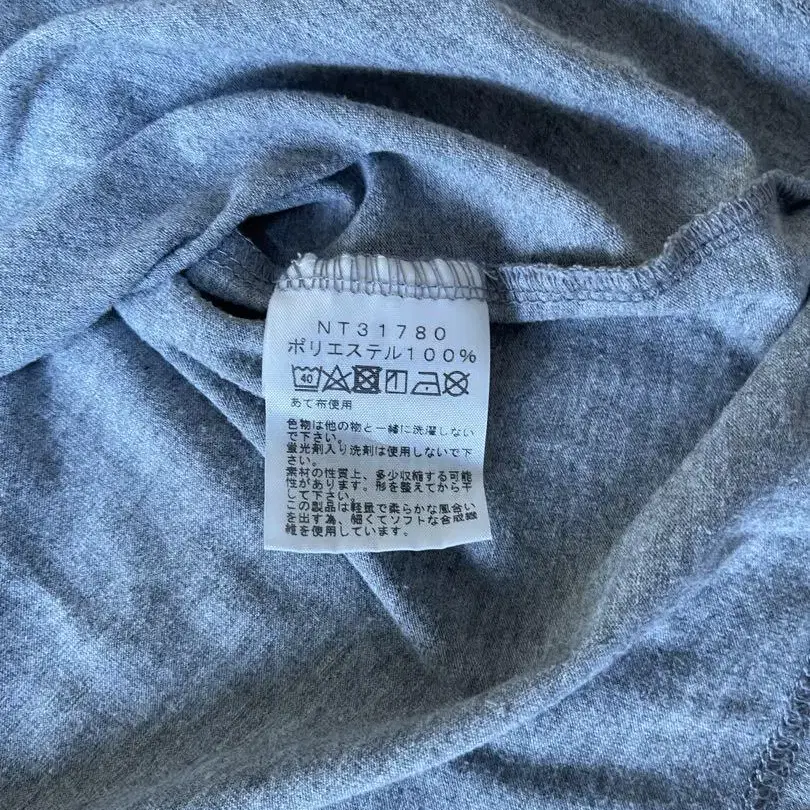 NT31780
ポリエステル100%
40
あて布使用
色物は他の物と一緒に洗濯しない
で下さい。
蛍光剤入り洗剤は使用しないで下
さい。
素材の性質上、多少収縮する可能
性があります。形を整えてから干
して下さい。
この製品は軽量で柔らかな風合い
を出す為、細くてソフトな合成繊
維を使用しています。